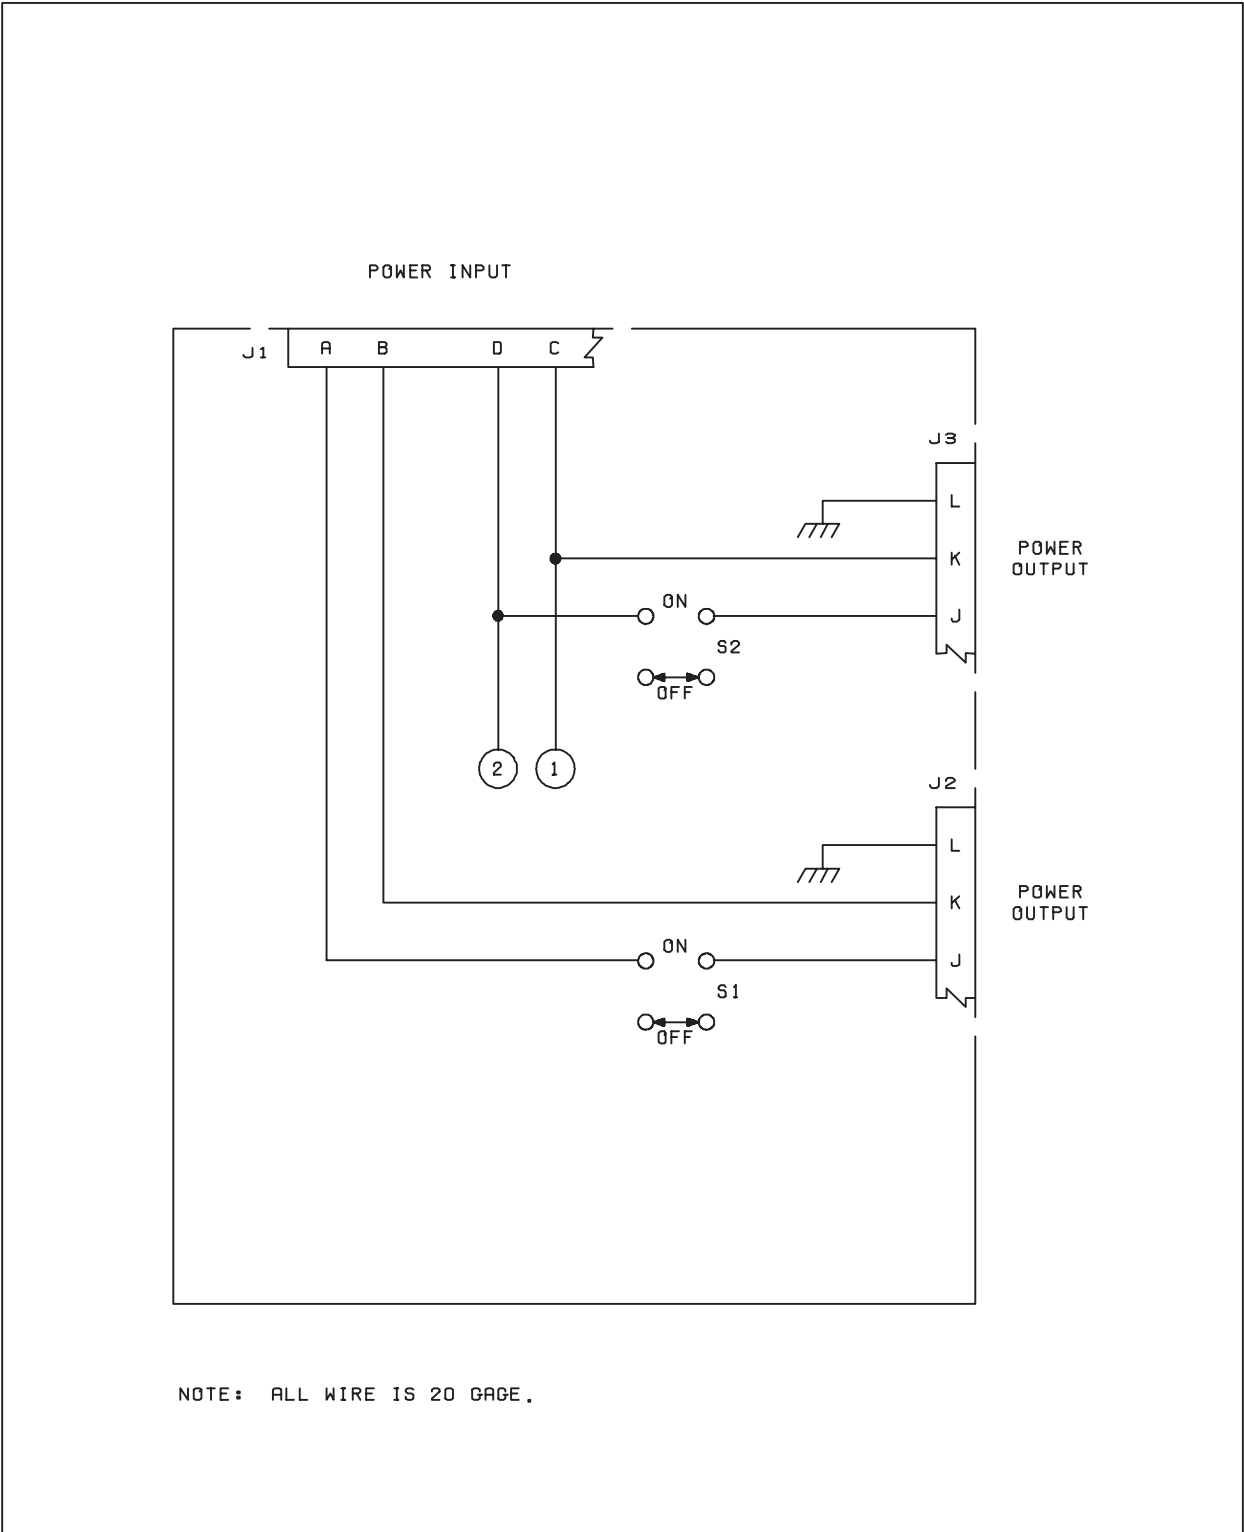 POWER INPUT
J1
A B D C
J3
L
K
J
POWER
OUTPUT
ON
S2
OFF
2 1
J2
L
K
J
POWER
OUTPUT
ON
S1
OFF
NOTE: ALL WIRE IS 20 GAGE.